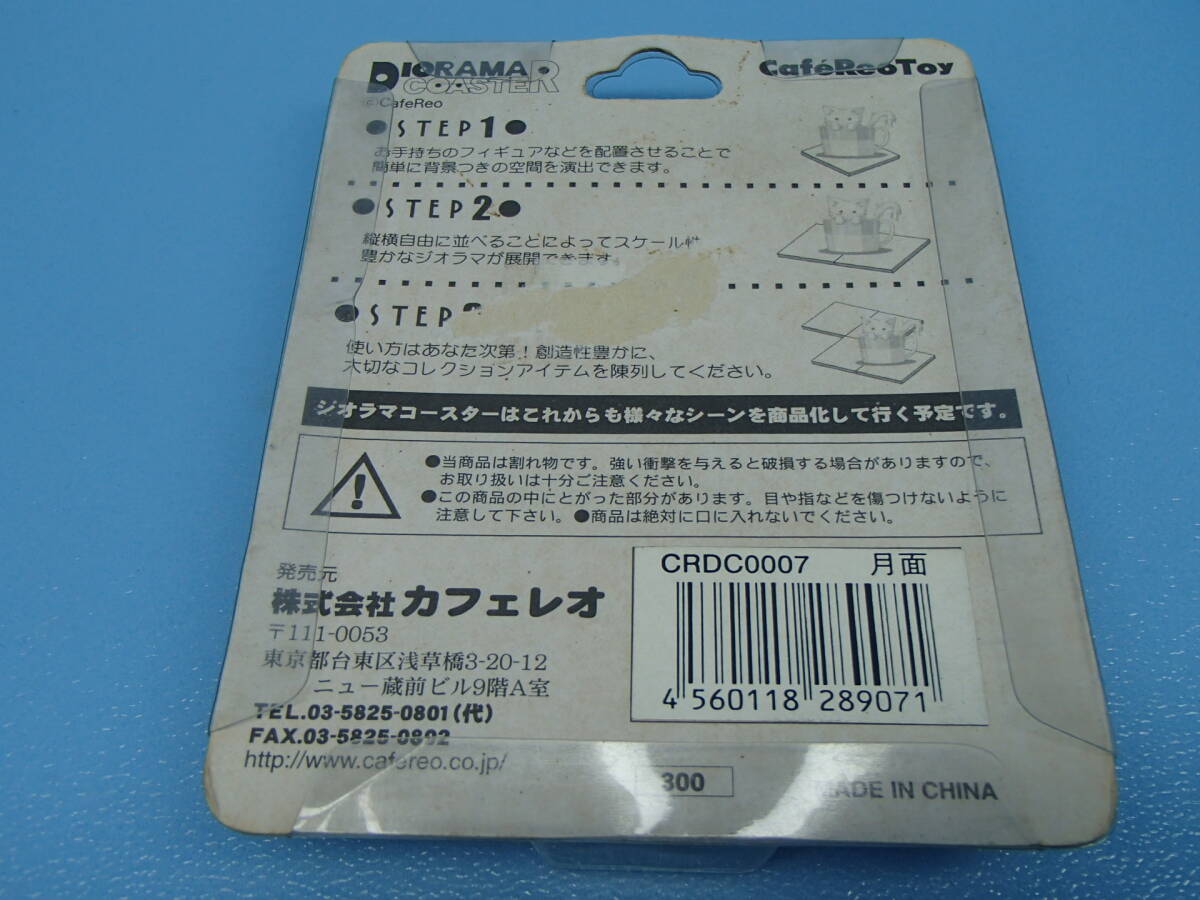 DIORAMA
COASTER
CaféReoToy
©CafeReo
●STEP1●
お手持ちのフィギュアなどを配置させることで
簡単に背景つきの空間を演出できます。
●STEP2●
縦横自由に並べることによってスケール性
豊かなジオラマが展開できます。
●STEP
使い方はあなた次第!創造性豊かに、
大切なコレクションアイテムを陳列してください。
ジオラマコースターはこれからも様々なシーンを商品化して行く予定です。
●当商品は割れ物です。強い衝撃を与えると破損する場合がありますので、
お取り扱いは十分ご注意ください。
●この商品の中にとがった部分があります。目や指などを傷つけないように
注意して下さい。●商品は絶対に口に入れないでください。
発売元
株式会社カフェレオ
〒111-0053
東京都台東区浅草橋3-20-12
ニュー蔵前ビル9階A室
TEL.03-5825-0801(代)
FAX.03-5825-0802
http://www.cafereo.co.jp/
CRDC0007 月面
4 560118 289071
300
MADE IN CHINA